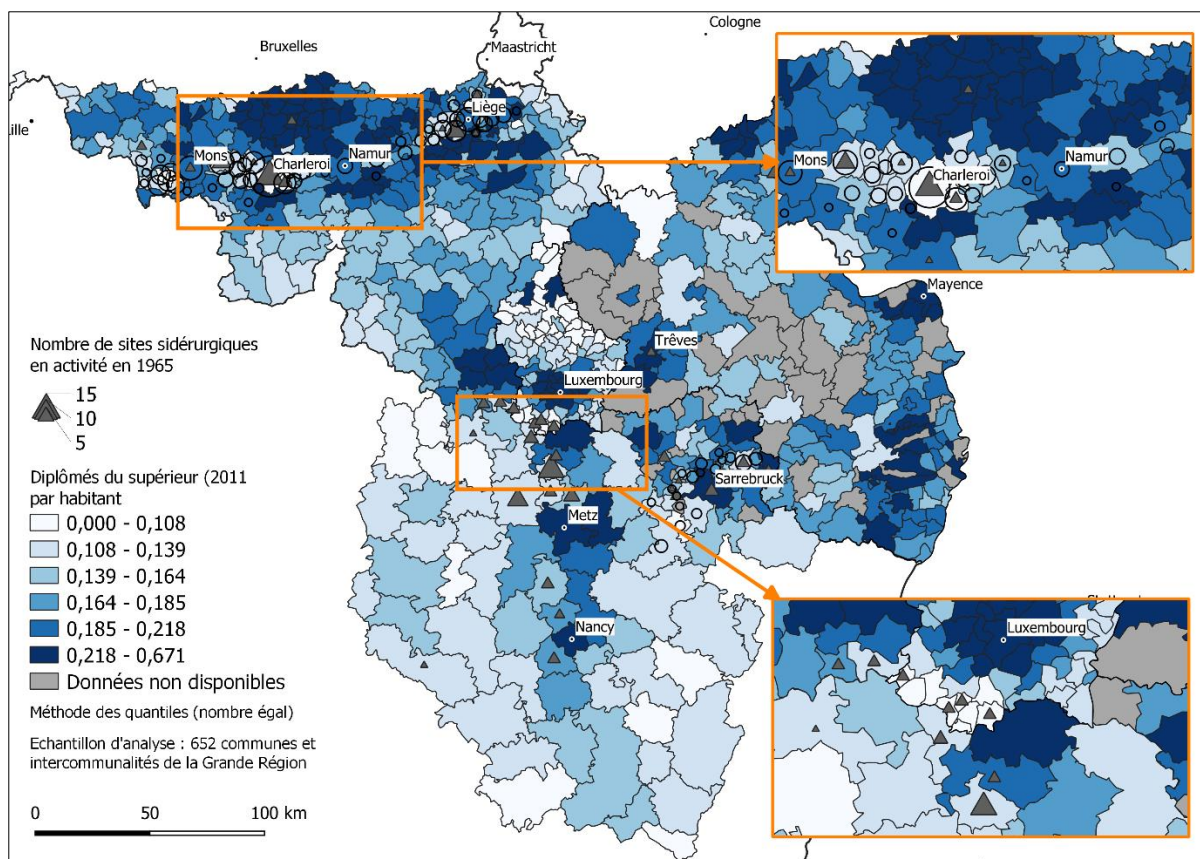 Cologne
Bruxelles
Maastricht
Lille
Liège
Mons
Charleroi
Namur
Mons
Charleroi
Namur
Mayence
Trêves
Luxembourg
Sarrebruck
Metz
Nancy
Luxembourg
Nombre de sites sidérurgiques
en activité en 1965
15
10
5
Diplômés du supérieur (2011
par habitant
0,000 - 0,108
0,108 - 0,139
0,139 - 0,164
0,164 - 0,185
0,185 - 0,218
0,218 - 0,671
Données non disponibles
Méthode des quantiles (nombre égal)
Echantillon d'analyse : 652 communes et
intercommunalités de la Grande Région
0 50 100 km